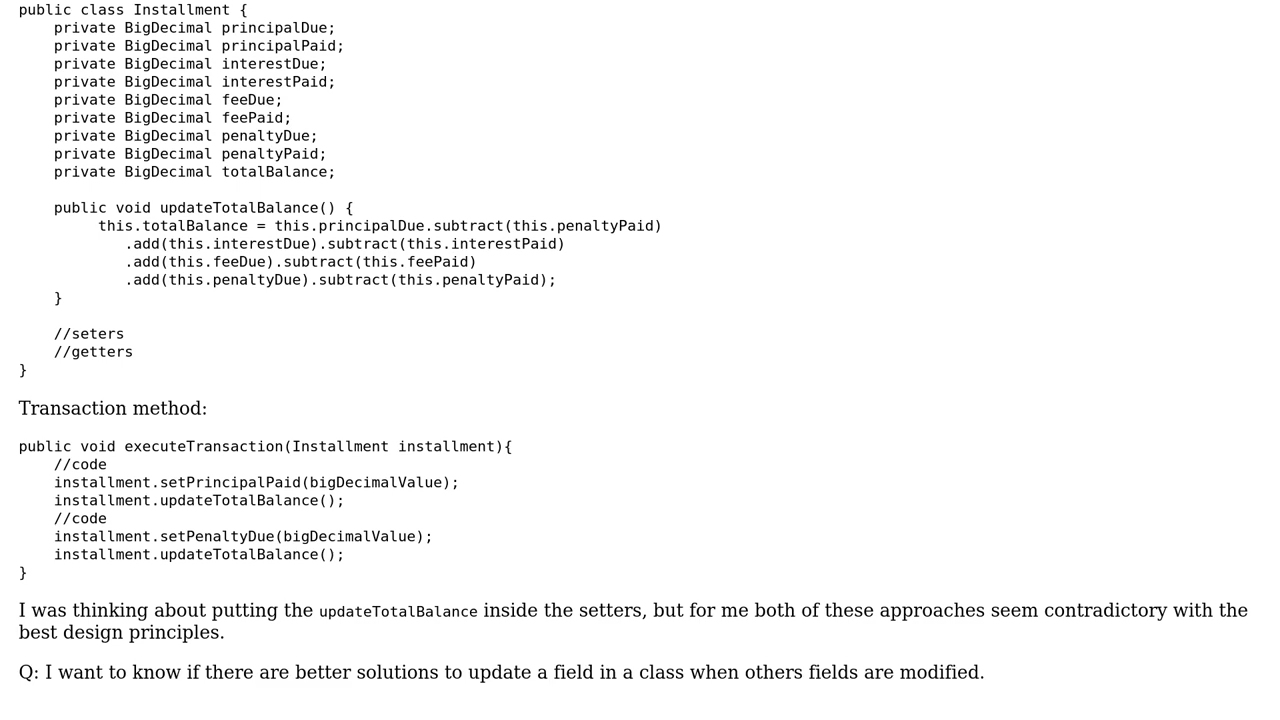 public class Installment {
    private BigDecimal principalDue;
    private BigDecimal principalPaid;
    private BigDecimal interestDue;
    private BigDecimal interestPaid;
    private BigDecimal feeDue;
    private BigDecimal feePaid;
    private BigDecimal penaltyDue;
    private BigDecimal penaltyPaid;
    private BigDecimal totalBalance;

    public void updateTotalBalance() {
         this.totalBalance = this.principalDue.subtract(this.penaltyPaid)
            .add(this.interestDue).subtract(this.interestPaid)
            .add(this.feeDue).subtract(this.feePaid)
            .add(this.penaltyDue).subtract(this.penaltyPaid);
    }

    //seters
    //getters
}
Transaction method:
public void executeTransaction(Installment installment){
    //code
    installment.setPrincipalPaid(bigDecimalValue);
    installment.updateTotalBalance();
    //code
    installment.setPenaltyDue(bigDecimalValue);
    installment.updateTotalBalance();
}
I was thinking about putting the updateTotalBalance inside the setters, but for me both of these approaches seem contradictory with the
best design principles.
Q: I want to know if there are better solutions to update a field in a class when others fields are modified.